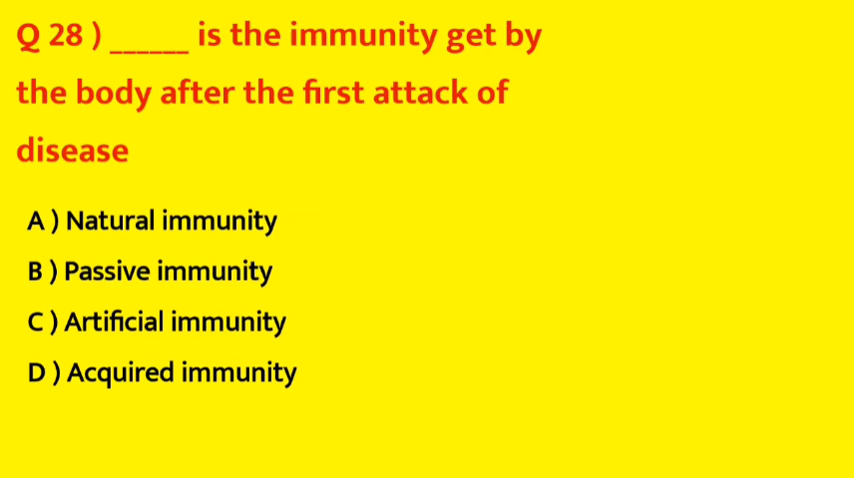 Q 28 ) ______ is the immunity get by
the body after the first attack of
disease
A ) Natural immunity
B ) Passive immunity
C ) Artificial immunity
D ) Acquired immunity